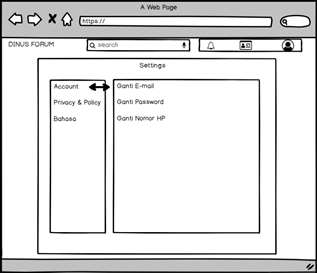 A Web Page
https://
DINUS FORUM
search
Settings
Account
Ganti E-mail
Privacy & Policy
Ganti Password
Bahasa
Ganti Nomor HP